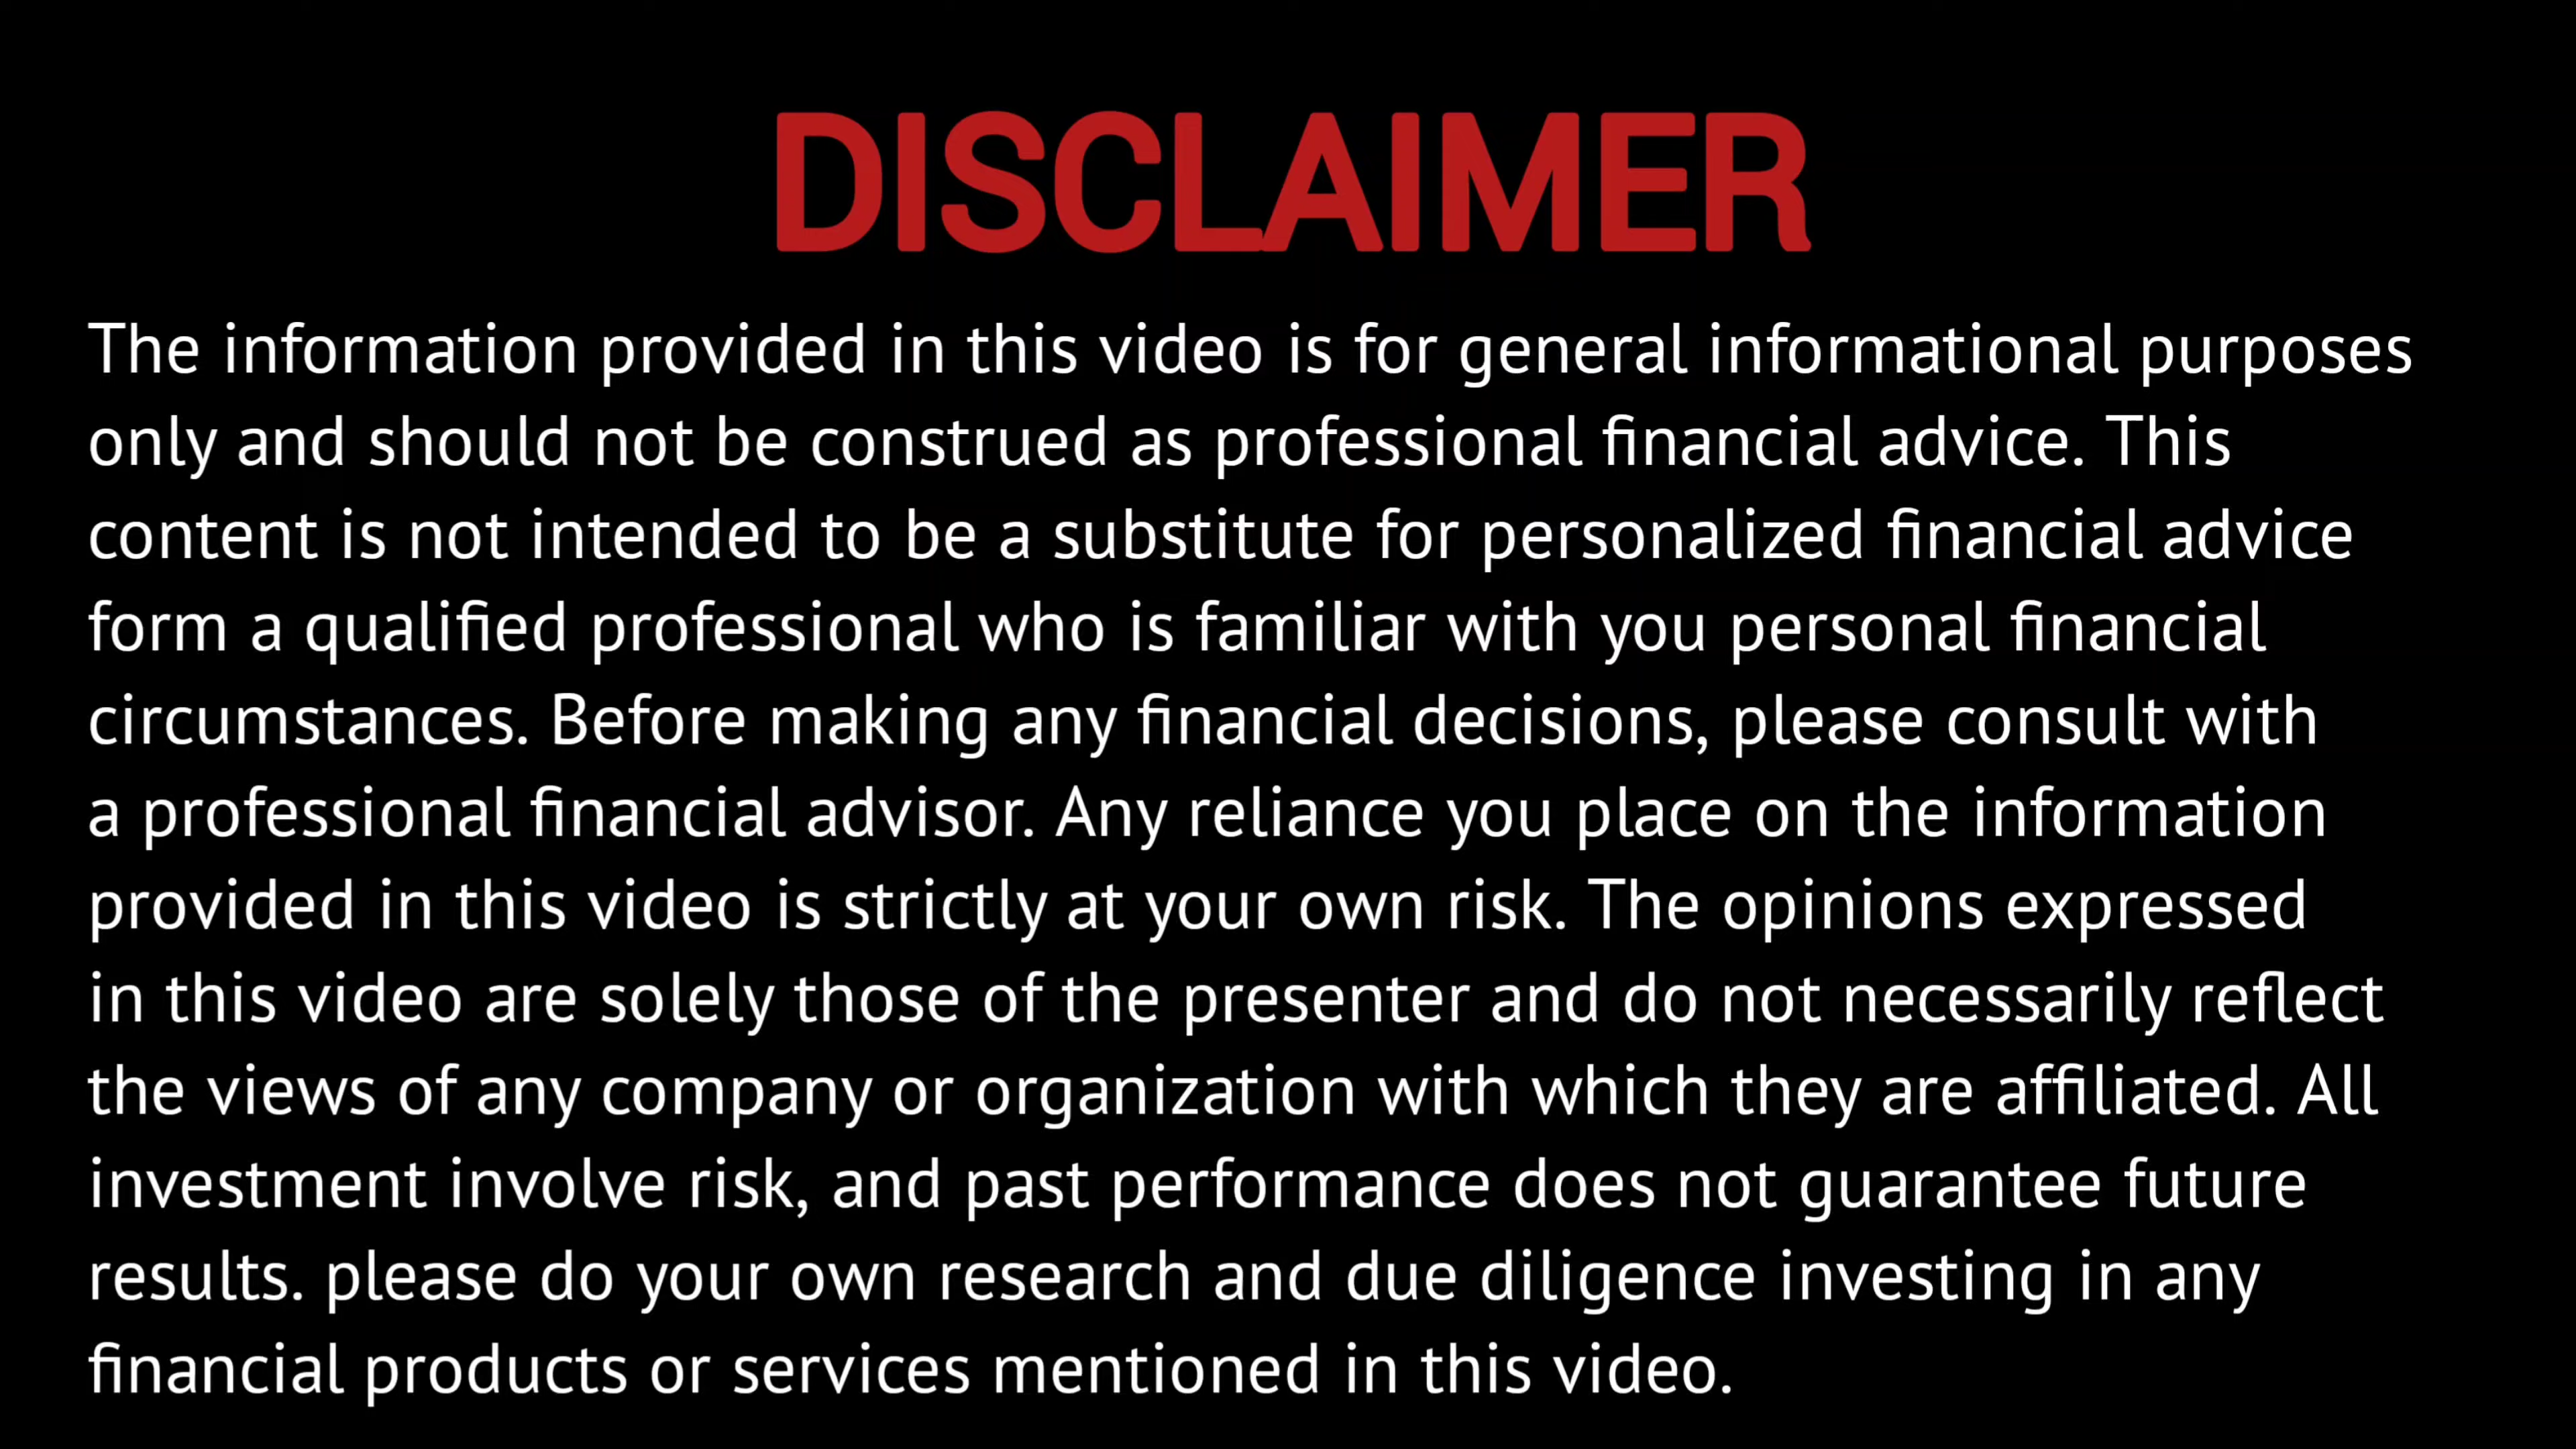 DISCLAIMER
The information provided in this video is for general informational purposes
only and should not be construed as professional financial advice. This
content is not intended to be a substitute for personalized financial advice
form a qualified professional who is familiar with you personal financial
circumstances. Before making any financial decisions, please consult with
a professional financial advisor. Any reliance you place on the information
provided in this video is strictly at your own risk. The opinions expressed
in this video are solely those of the presenter and do not necessarily reflect
the views of any company or organization with which they are affiliated. All
investment involve risk, and past performance does not guarantee future
results. please do your own research and due diligence investing in any
financial products or services mentioned in this video.